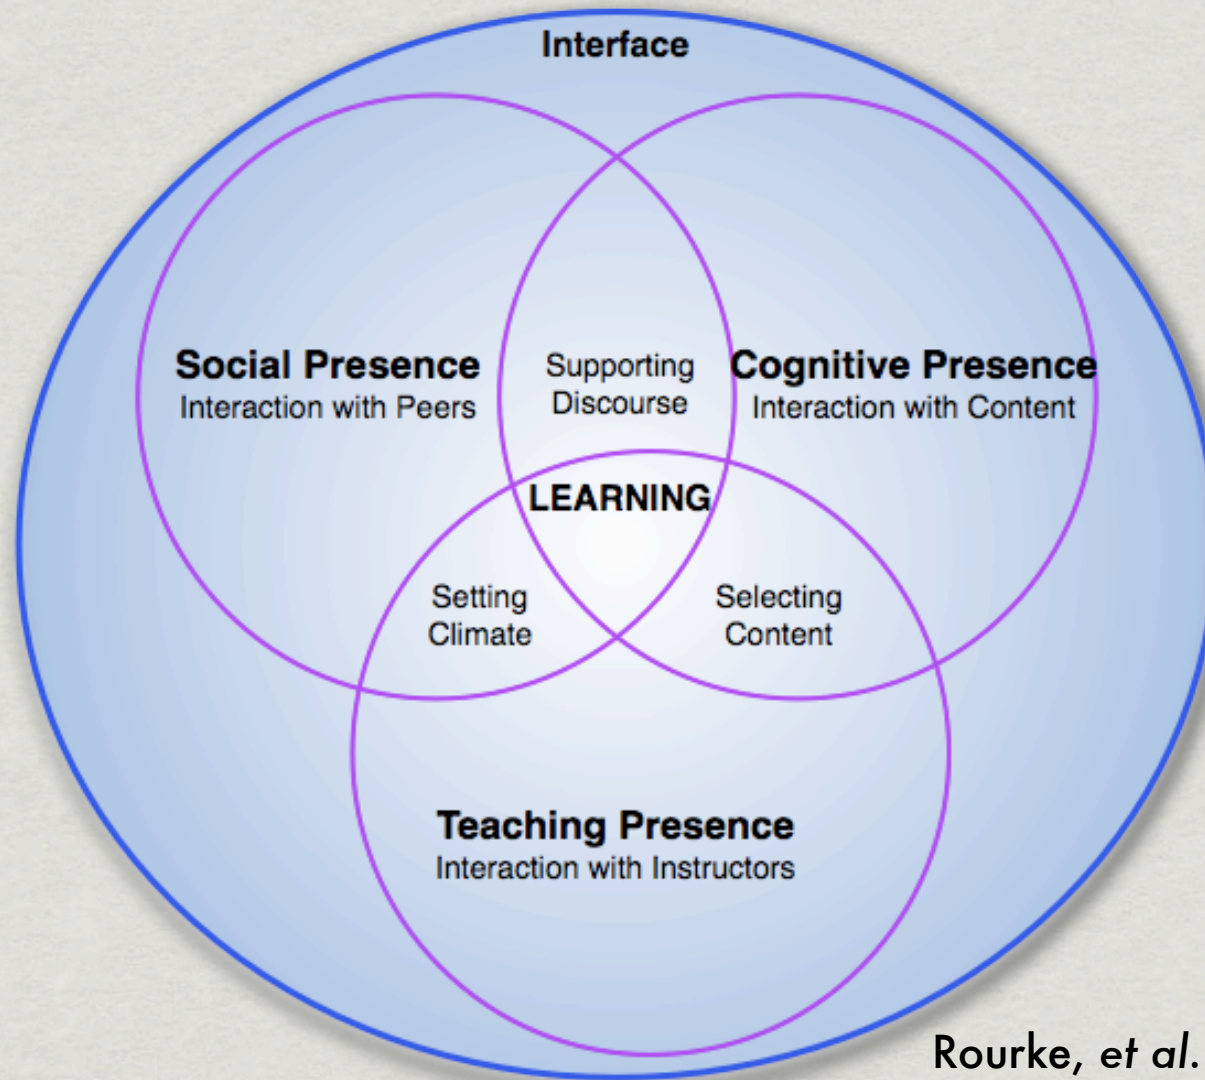 Interface
Social Presence
Interaction with Peers
Supporting
Discourse
Cognitive Presence
Interaction with Content
LEARNING
Setting
Climate
Selecting
Content
Teaching Presence
Interaction with Instructors
Rourke, et al.